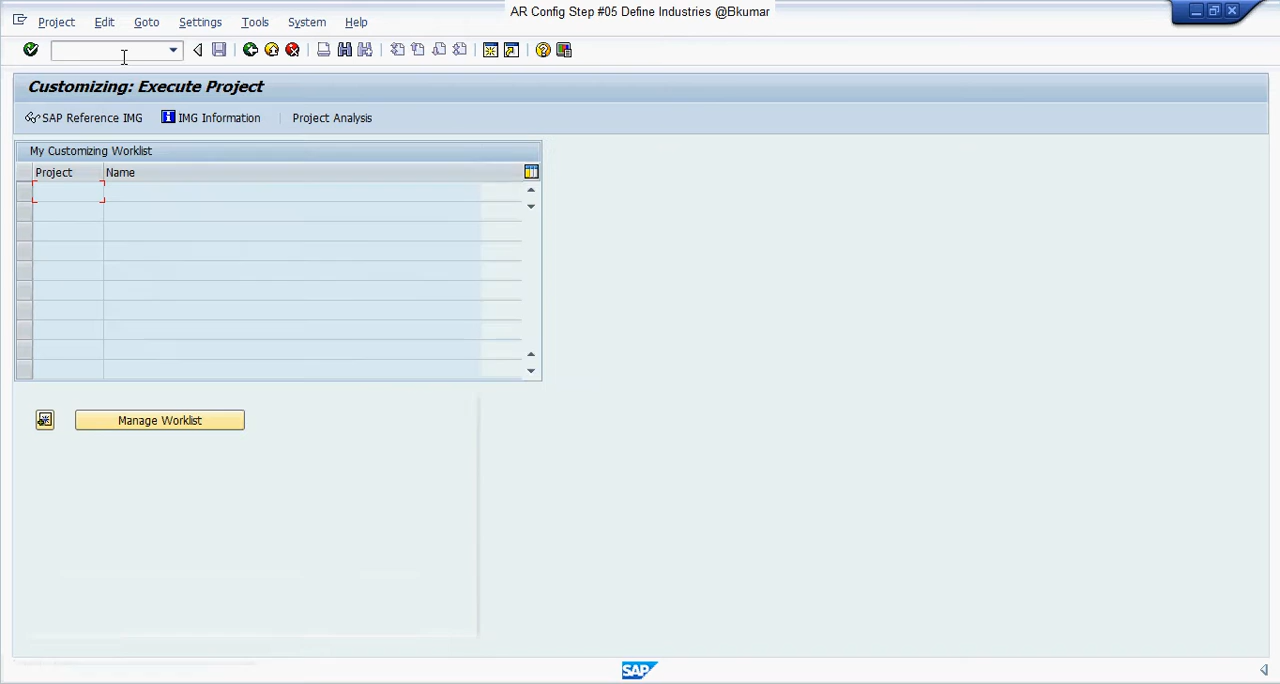 AR Config Step #05 Define Industries @Bkumar
Project Edit Goto Settings Tools System Help
Customizing: Execute Project
SAP Reference IMG IMG Information Project Analysis
My Customizing Worklist
Project Name
Manage Worklist
SAP